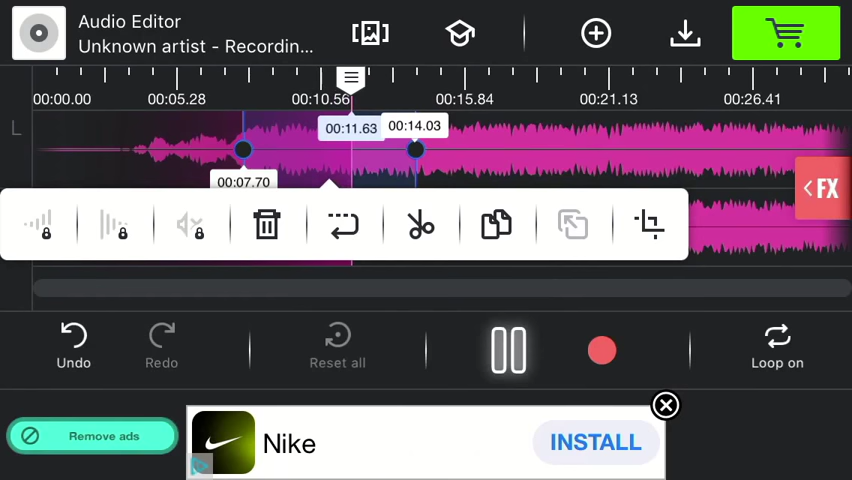 Audio Editor
Unknown artist - Recordin...
00:00.00
00:05.28
00:10.56
00:15.84
00:21.13
00:26.41
L
00:11.63
00:14.03
00:07.70
<FX
Undo
Redo
Reset all
Loop on
Remove ads
Nike
INSTALL